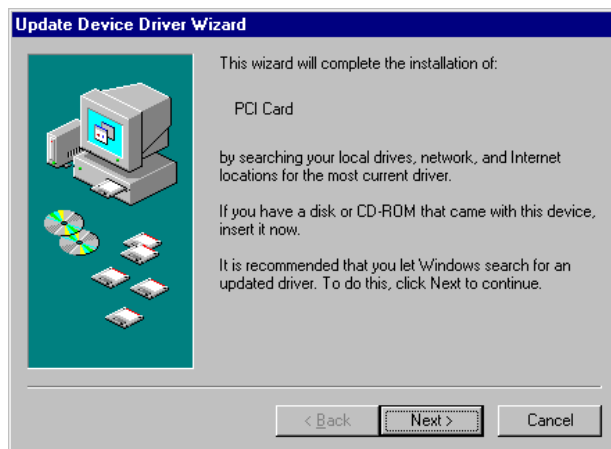 Update Device Driver Wizard
This wizard will complete the installation of:
PCI Card
by searching your local drives, network, and Internet
locations for the most current driver.
If you have a disk or CD-ROM that came with this device,
insert it now.
It is recommended that you let Windows search for an
updated driver. To do this, click Next to continue.
< Back
Next >
Cancel